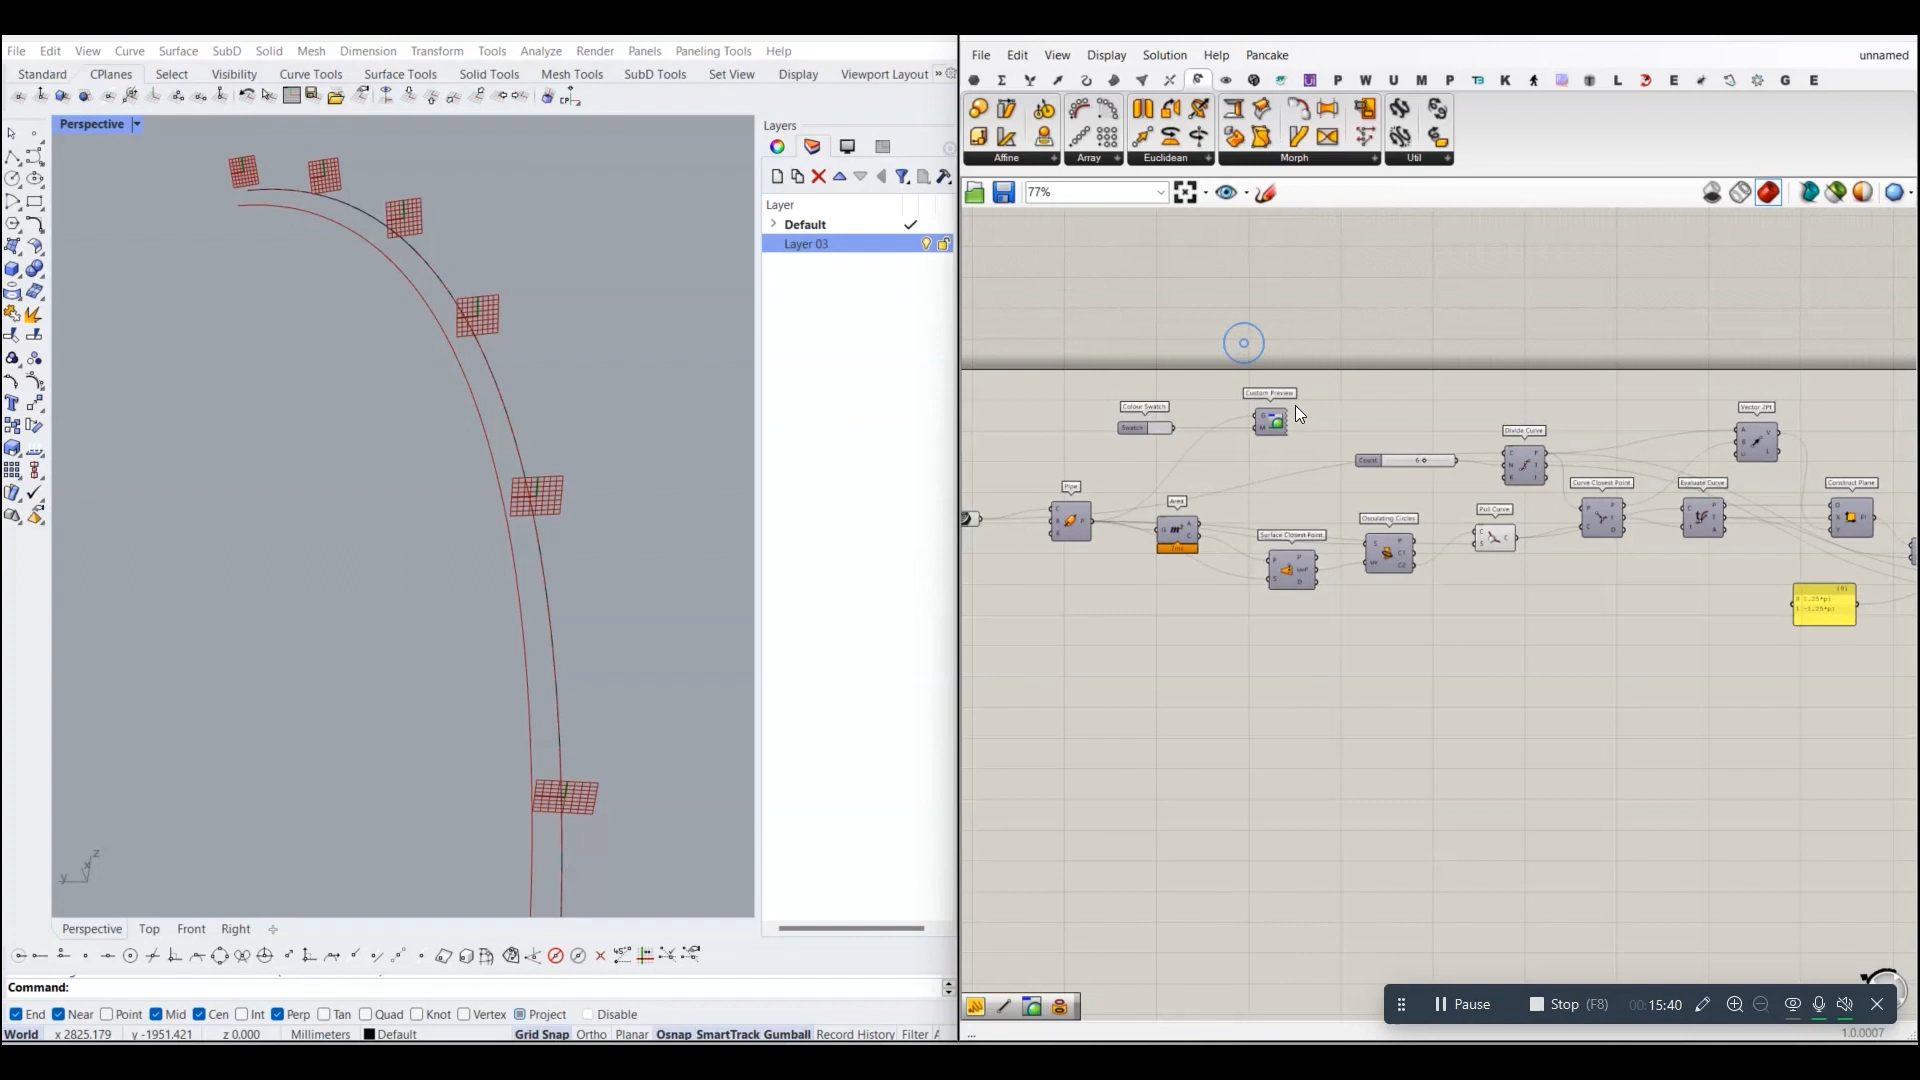 File Edit View Curve Surface SubD Solid Mesh Dimension Transform Tools Analyze Render Panels Paneling Tools Help
Standard CPlanes Select Visibility Curve Tools Surface Tools Solid Tools Mesh Tools SubD Tools Set View Display Viewport Layout »
Perspective
Layers
Layer
Default
Layer 03
z
x
y
Perspective Top Front Right
Command:
End Near Point Mid Cen Int Perp Tan Quad Knot Vertex Project Disable
World x 2825.179 y -1951.421 z 0.000 Millimeters Default Grid Snap Ortho Planar Osnap SmartTrack Gumball Record History Filter
File Edit View Display Solution Help Pancake
unnamed
P W U M P K L E G E
Affine Array Euclidean Morph Util
77%
Custom Preview
Colour Swatch
Swatch
G
M
Vector 2Pt
Divide Curve
Count 6
Pipe
Area
Curve Closest Point
Evaluate Curve
Construct Plane
Pull Curve
Osculating Circles
Surface Closest Point
Pause Stop (F8) 00:15:40
1.0.0007